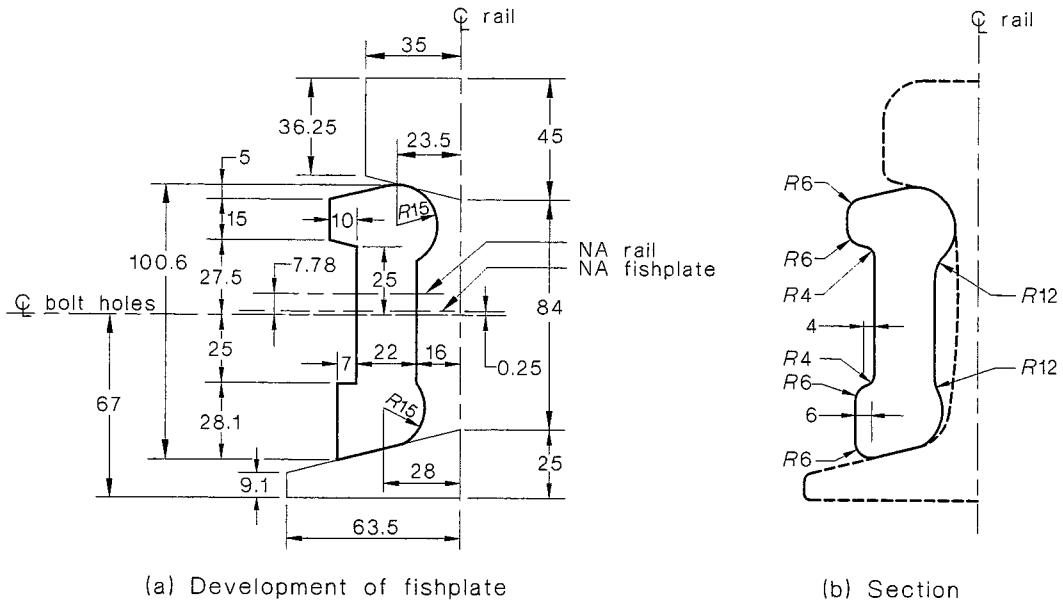 ℄ rail
35
36.25
23.5
45
5
15
10
R15
100.6
27.5
7.78
25
NA rail
NA fishplate
84
℄ bolt holes
67
25
7
22
16
0.25
28.1
R15
25
9.1
28
63.5
(a) Development of fishplate
℄ rail
R6
R6
R4
R12
4
R4
R6
R12
6
R6
(b) Section